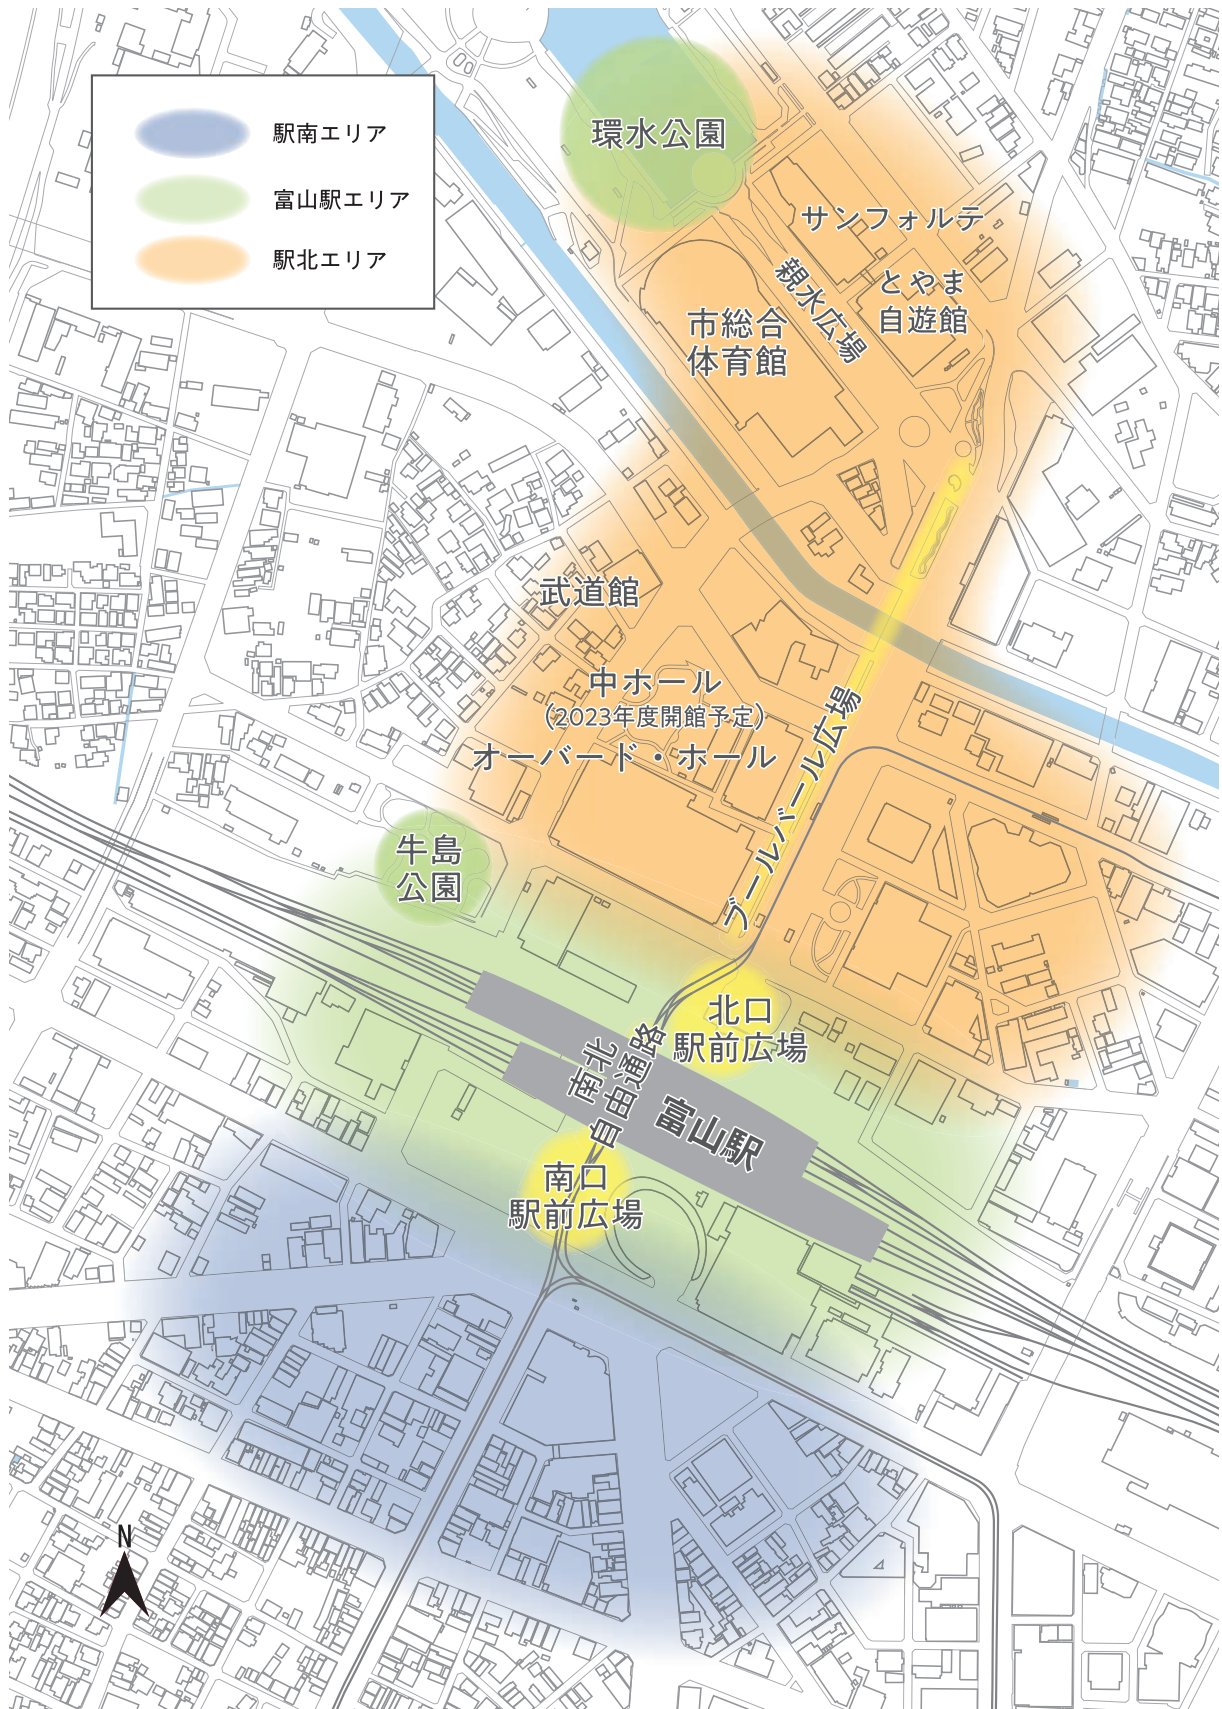 駅南エリア
富山駅エリア
駅北エリア
環水公園
サンフォルテ
親水広場
とやま
自遊館
市総合
体育館
武道館
中ホール
（2023年度開館予定）
オーバード・ホール
ブールバール広場
牛島
公園
北口
駅前広場
南北
自由通路
富山駅
南口
駅前広場
N